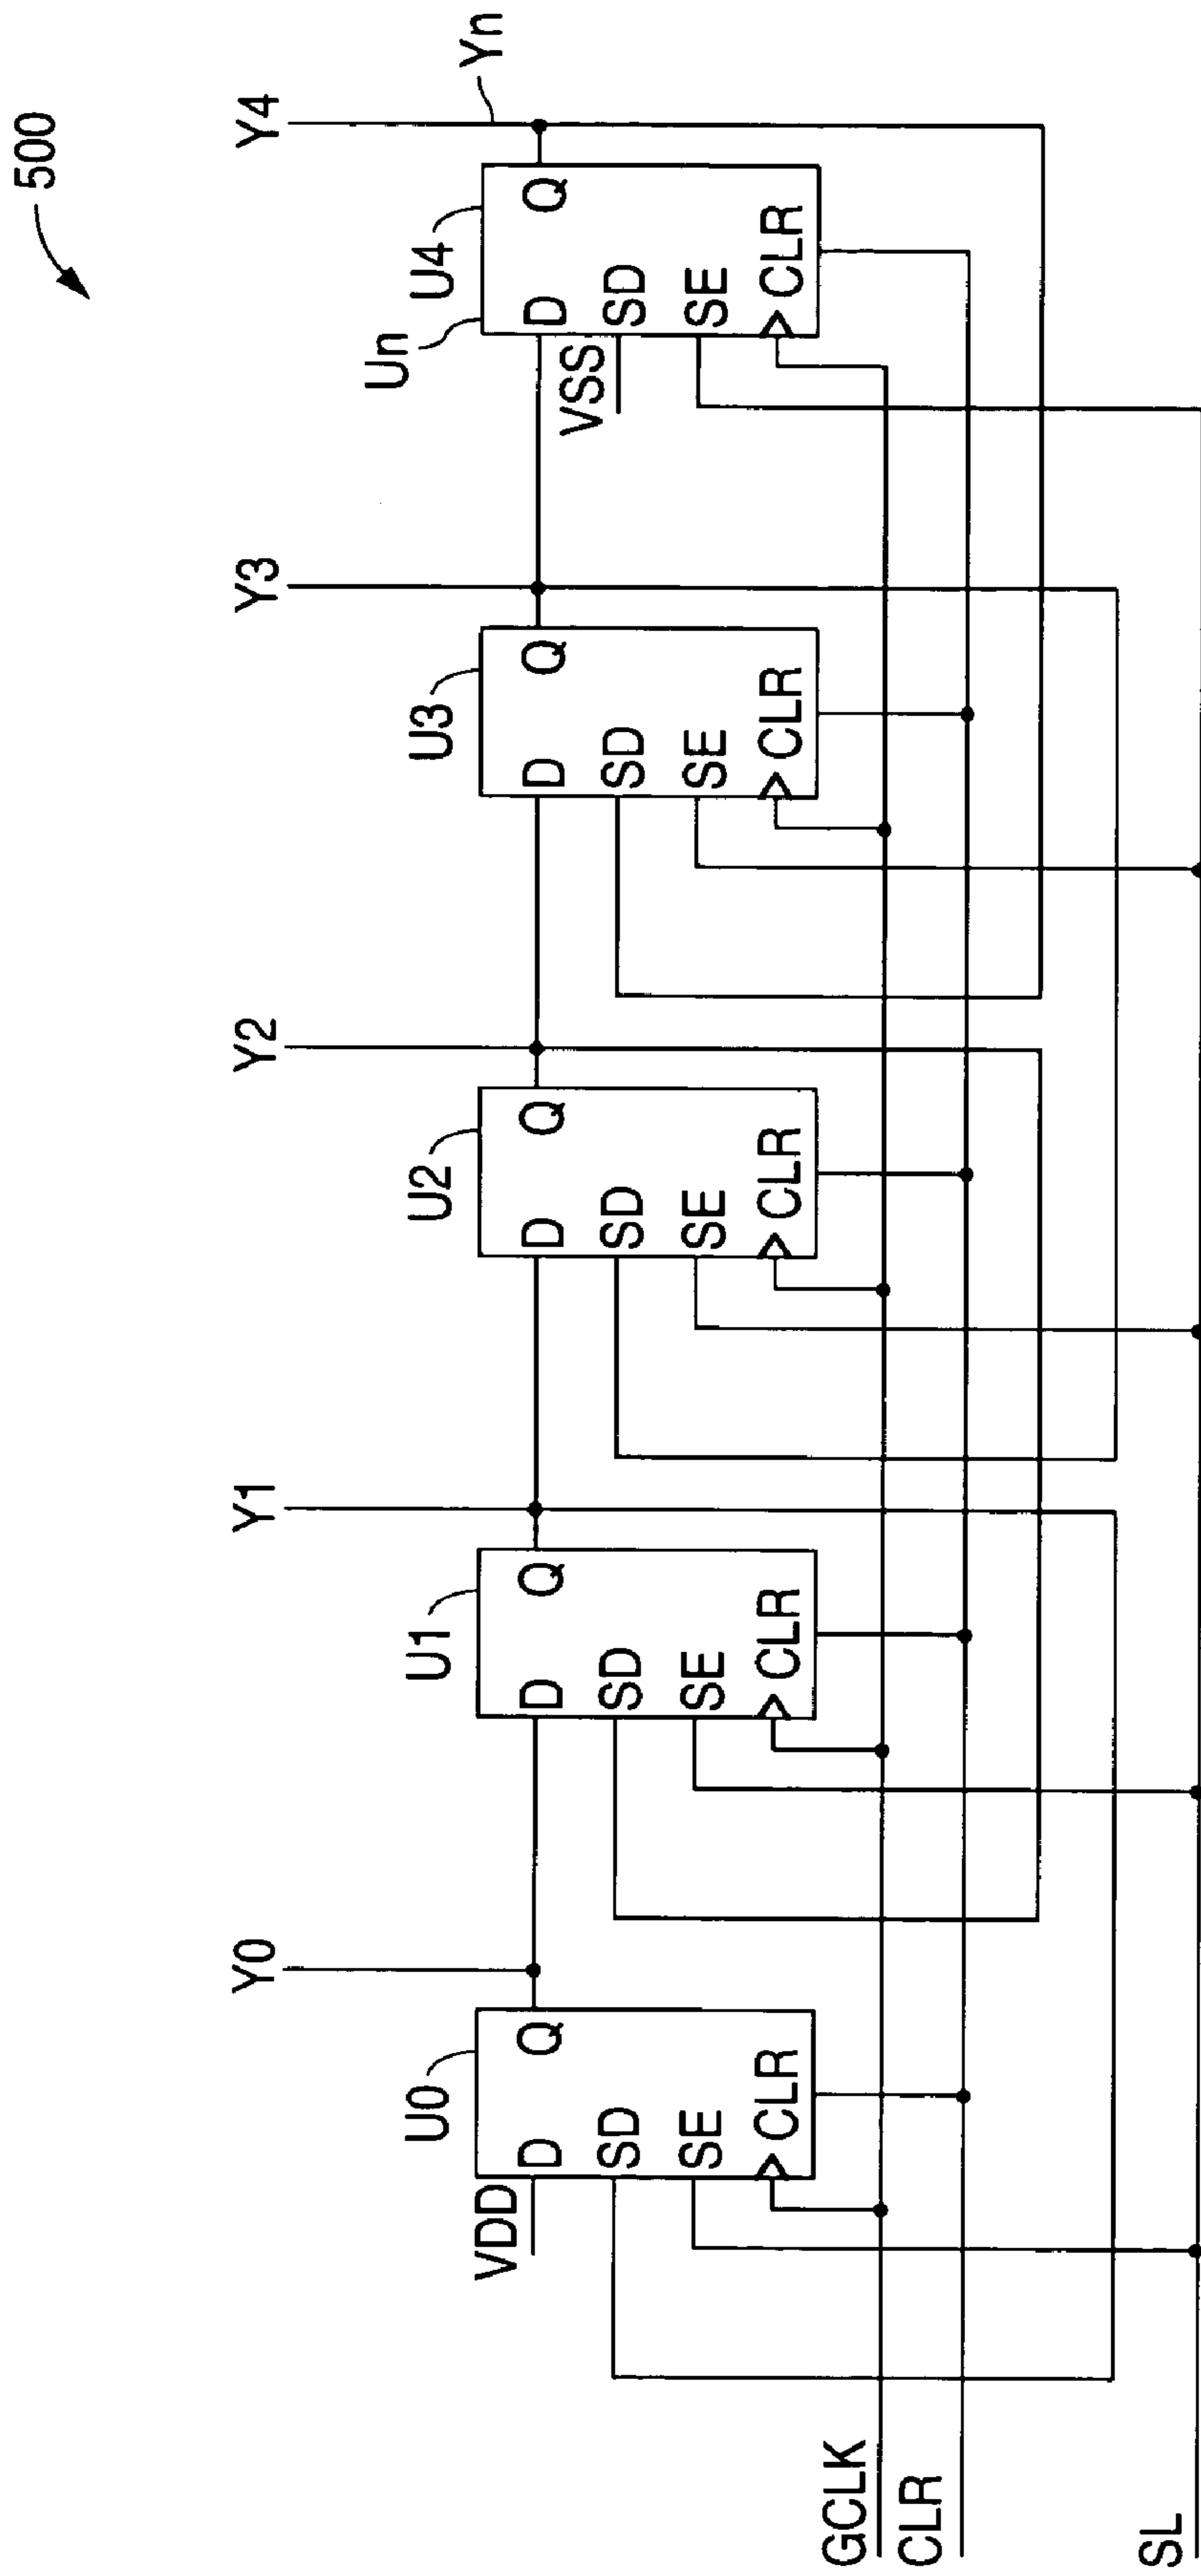 500
Y0
Y1
Y2
Y3
Y4
Yn
U0
U1
U2
U3
Un
U4
VDD
D
Q
SD
SE
CLR
D
Q
SD
SE
CLR
D
Q
SD
SE
CLR
D
Q
SD
SE
CLR
D
Q
VSS
SD
SE
CLR
GCLK
CLR
SL